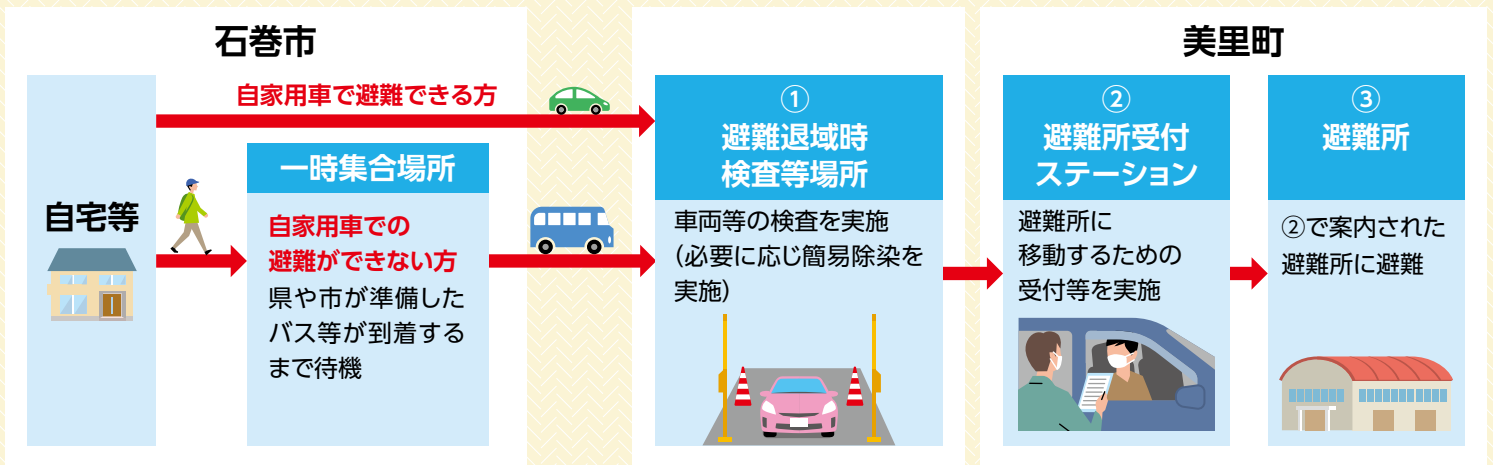 石巻市
自宅等
自家用車で避難できる方
一時集合場所
自家用車での
避難ができない方
県や市が準備した
バス等が到着する
まで待機
①
避難退域時
検査等場所
車両等の検査を実施
(必要に応じ簡易除染を
実施)
美里町
②
避難所受付
ステーション
避難所に
移動するための
受付等を実施
③
避難所
②で案内された
避難所に避難